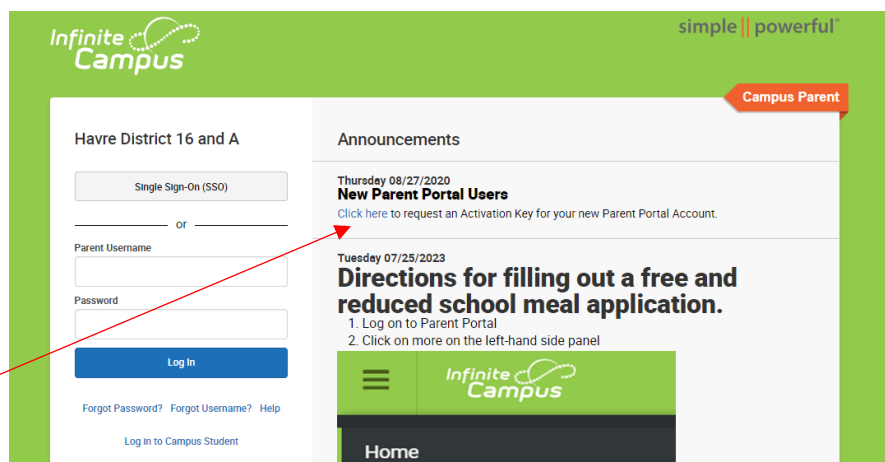 Infinite
Campus
simple || powerful®
Campus Parent
Havre District 16 and A
Single Sign-On (SSO)
or
Parent Username
Password
Log In
Forgot Password? Forgot Username? Help
Log in to Campus Student
Announcements
Thursday 08/27/2020
New Parent Portal Users
Click here to request an Activation Key for your new Parent Portal Account.
Tuesday 07/25/2023
Directions for filling out a free and
reduced school meal application.
1. Log on to Parent Portal
2. Click on more on the left-hand side panel
Infinite
Campus
Home